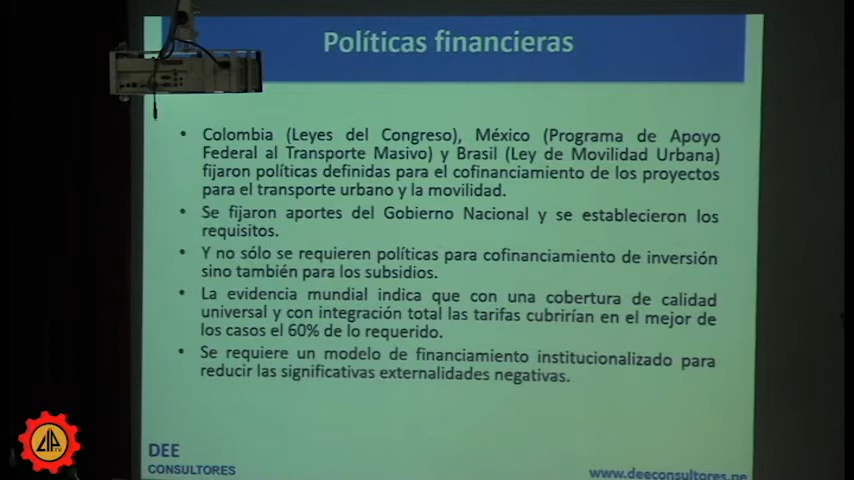 Políticas financieras
• Colombia (Leyes del Congreso), México (Programa de Apoyo
Federal al Transporte Masivo) y Brasil (Ley de Movilidad Urbana)
fijaron políticas definidas para el cofinanciamiento de los proyectos
para el transporte urbano y la movilidad.
• Se fijaron aportes del Gobierno Nacional y se establecieron los
requisitos.
• Y no sólo se requieren políticas para cofinanciamiento de inversión
sino también para los subsidios.
• La evidencia mundial indica que con una cobertura de calidad
universal y con integración total las tarifas cubrirían en el mejor de
los casos el 60% de lo requerido.
• Se requiere un modelo de financiamiento institucionalizado para
reducir las significativas externalidades negativas.
DEE
CONSULTORES
www.deeconsultores.pe